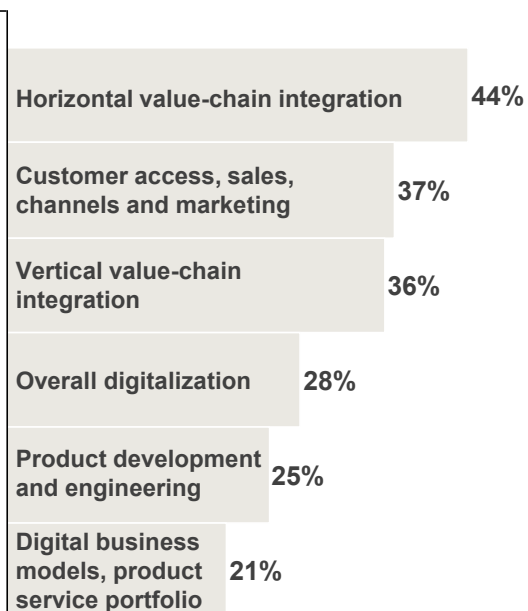 Horizontal value-chain integration 44%
Customer access, sales,
channels and marketing 37%
Vertical value-chain
integration 36%
Overall digitalization 28%
Product development
and engineering 25%
Digital business
models, product 21%
service portfolio